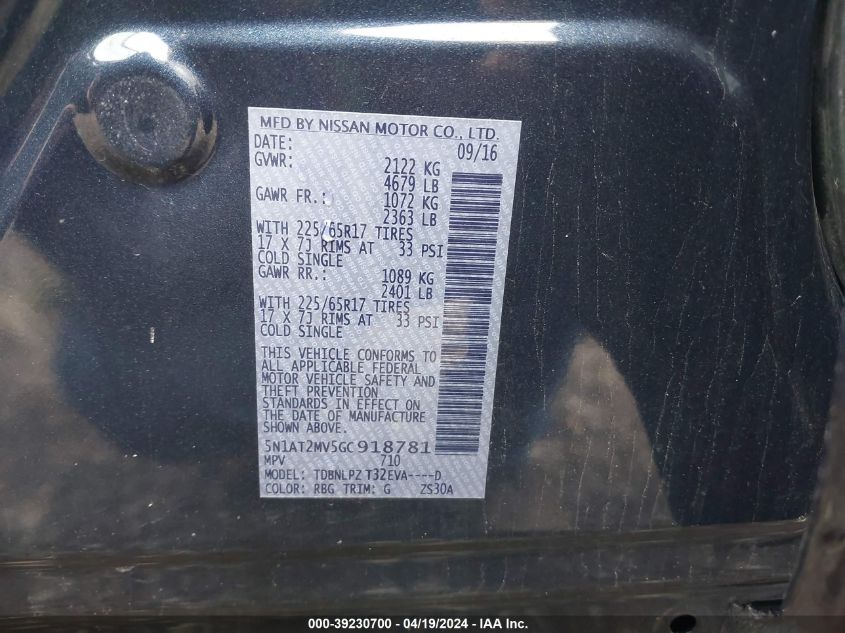 MFD BY NISSAN MOTOR CO., LTD.
DATE: 09/16
GVWR: 2122 KG
4679 LB
GAWR FR.: 1072 KG
2363 LB
WITH 225/65R17 TIRES
17 X 7J RIMS AT 33 PSI
COLD SINGLE
GAWR RR.: 1089 KG
2401 LB
WITH 225/65R17 TIRES
17 X 7J RIMS AT 33 PSI
COLD SINGLE
THIS VEHICLE CONFORMS TO
ALL APPLICABLE FEDERAL
MOTOR VEHICLE SAFETY AND
THEFT PREVENTION
STANDARDS IN EFFECT ON
THE DATE OF MANUFACTURE
SHOWN ABOVE.
5N1AT2MV5GC918781
MPV 710
MODEL: TDBNLPZ T32EVA----D
COLOR: RBG TRIM: G ZS30A
000-39230700 - 04/19/2024 - IAA Inc.